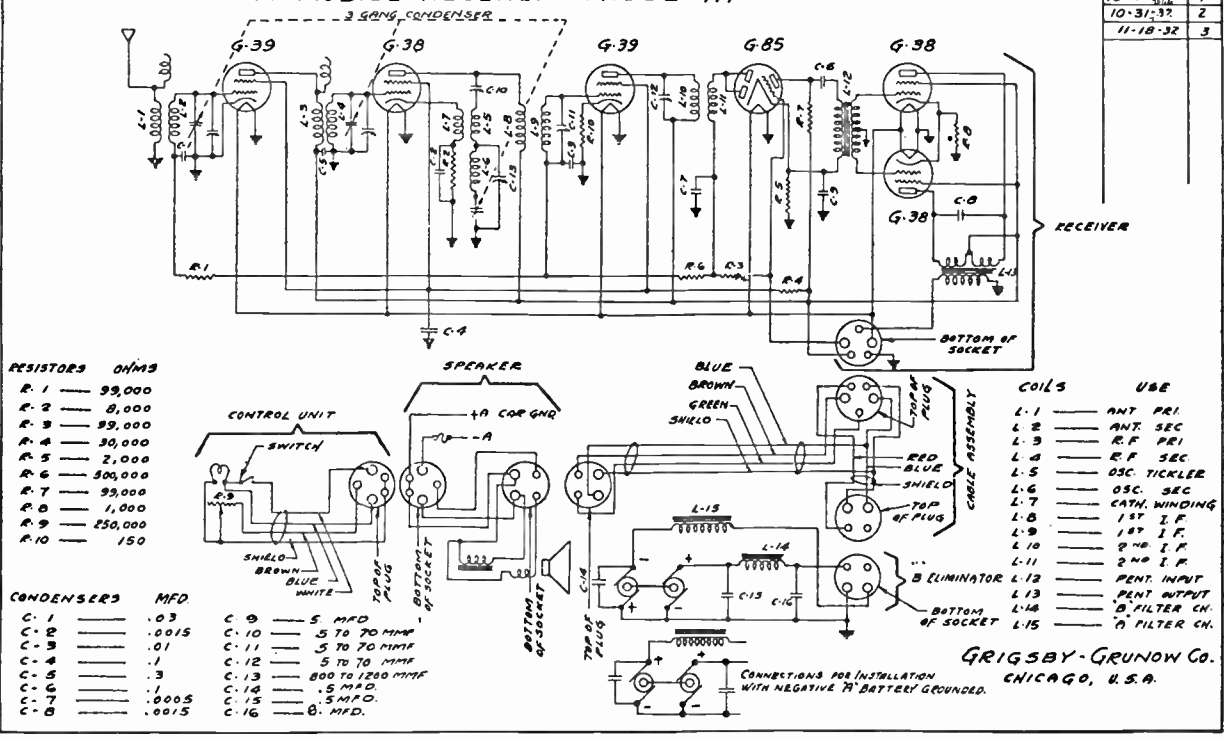 10-31-32 2
11-18-32 3
3 GANG CONDENSER
G-39
G-38
G-39
G-85
G-38
L-1
L-2
L-3
L-4
C-5
L-7
L-5
C-10
L-8
L-6
C-2
R-2
C-13
L-9
C-11
R-10
C-3
C-12
L-10
L-11
C-7
C-6
R-7
L-12
R-5
C-9
R-8
G-38
C-8
L-13
R-1
R-6
R-3
R-4
C-4
RECEIVER
BOTTOM OF
SOCKET
RESISTORS OHMS
R-1 — 99,000
R-2 — 8,000
R-3 — 99,000
R-4 — 30,000
R-5 — 2,000
R-6 — 500,000
R-7 — 99,000
R-8 — 1,000
R-9 — 250,000
R-10 — 150
CONTROL UNIT
SWITCH
R-9
SHIELD
BROWN
BLUE
WHITE
TOP OF
PLUG
SPEAKER
+A CAR GND
-A
BOTTOM
OF SOCKET
BOTTOM
OF SOCKET
BLUE
BROWN
GREEN
SHIELD
TOP OF
PLUG
TOP OF
PLUG
RED
BLUE
SHIELD
TOP
OF PLUG
CABLE ASSEMBLY
L-15
L-14
C-14
C-15
C-16
B ELIMINATOR
BOTTOM
OF SOCKET
CONNECTIONS FOR INSTALLATION
WITH NEGATIVE "A" BATTERY GROUNDED.
COILS USE
L-1 — ANT PRI.
L-2 — ANT. SEC
L-3 — R.F PRI
L-4 — R.F SEC.
L-5 — OSC. TICKLER
L-6 — OSC. SEC
L-7 — CATH. WINDING
L-8 — 1ST I.F.
L-9 — 1ST I.F.
L-10 — 2ND I.F.
L-11 — 2ND I.F.
L-12 — PENT. INPUT
L-13 — PENT OUTPUT
L-14 — "B" FILTER CH.
L-15 — "A" FILTER CH.
CONDENSERS MFD.
C-1 — .03
C-2 — .0015
C-3 — .01
C-4 — .1
C-5 — .3
C-6 — .1
C-7 — .0005
C-8 — .0015
C-9 — 5 MFD
C-10 — 5 TO 70 MMF
C-11 — 5 TO 70 MMF
C-12 — 5 TO 70 MMF
C-13 — 800 TO 1200 MMF
C-14 — .5 MFD.
C-15 — .5 MFD.
C-16 — 8. MFD.
GRIGSBY-GRUNOW CO.
CHICAGO, U.S.A.